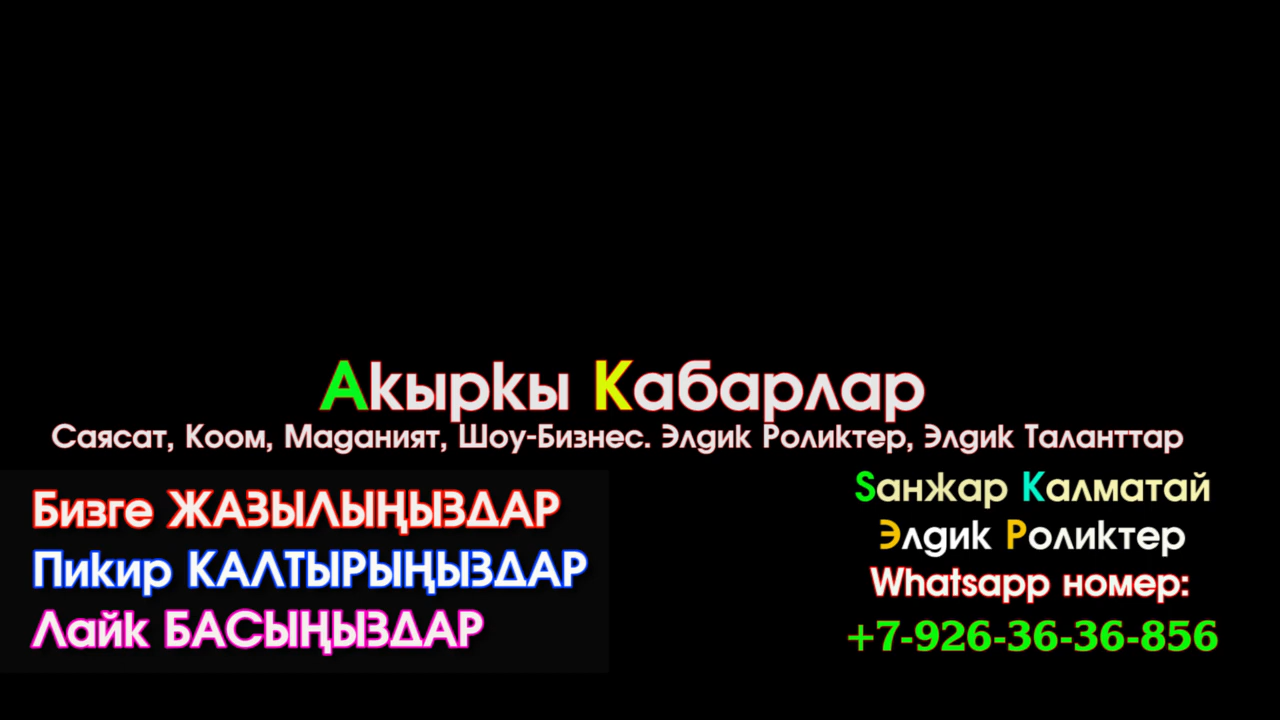 Акыркы Кабарлар
Саясат, Коом, Маданият, Шоу-Бизнес. Элдик Роликтер, Элдик Таланттар
Бизге ЖАЗЫЛЫҢЫЗДАР
Пикир КАЛТЫРЫҢЫЗДАР
Лайк БАСЫҢЫЗДАР
Sанжар Калматай
Элдик Роликтер
Whatsapp номер:
+7-926-36-36-856